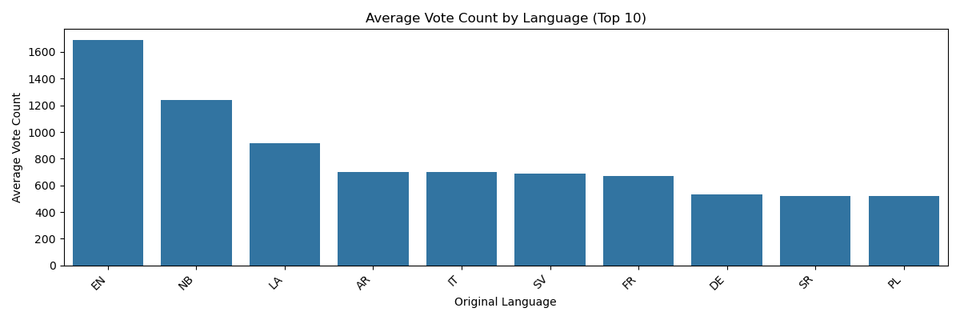 Average Vote Count by Language (Top 10)
Average Vote Count
1600
1400
1200
1000
800
600
400
200
0
EN NB LA AR IT SV FR DE SR PL
Original Language